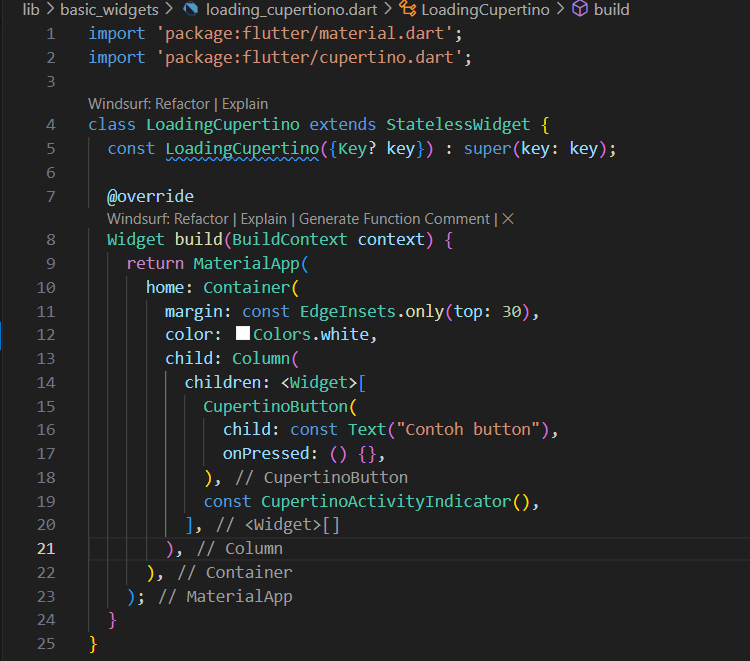 lib > basic_widgets > loading_cupertiono.dart > LoadingCupertino > build
1 import 'package:flutter/material.dart';
2 import 'package:flutter/cupertino.dart';
3
Windsurf: Refactor | Explain
4 class LoadingCupertino extends StatelessWidget {
5   const LoadingCupertino({Key? key}) : super(key: key);
6
7   @override
Windsurf: Refactor | Explain | Generate Function Comment | ×
8   Widget build(BuildContext context) {
9     return MaterialApp(
10       home: Container(
11         margin: const EdgeInsets.only(top: 30),
12         color: Colors.white,
13         child: Column(
14           children: <Widget>[
15             CupertinoButton(
16               child: const Text("Contoh button"),
17               onPressed: () {},
18             ), // CupertinoButton
19             const CupertinoActivityIndicator(),
20           ], // <Widget>[]
21         ), // Column
22       ), // Container
23     ); // MaterialApp
24   }
25 }